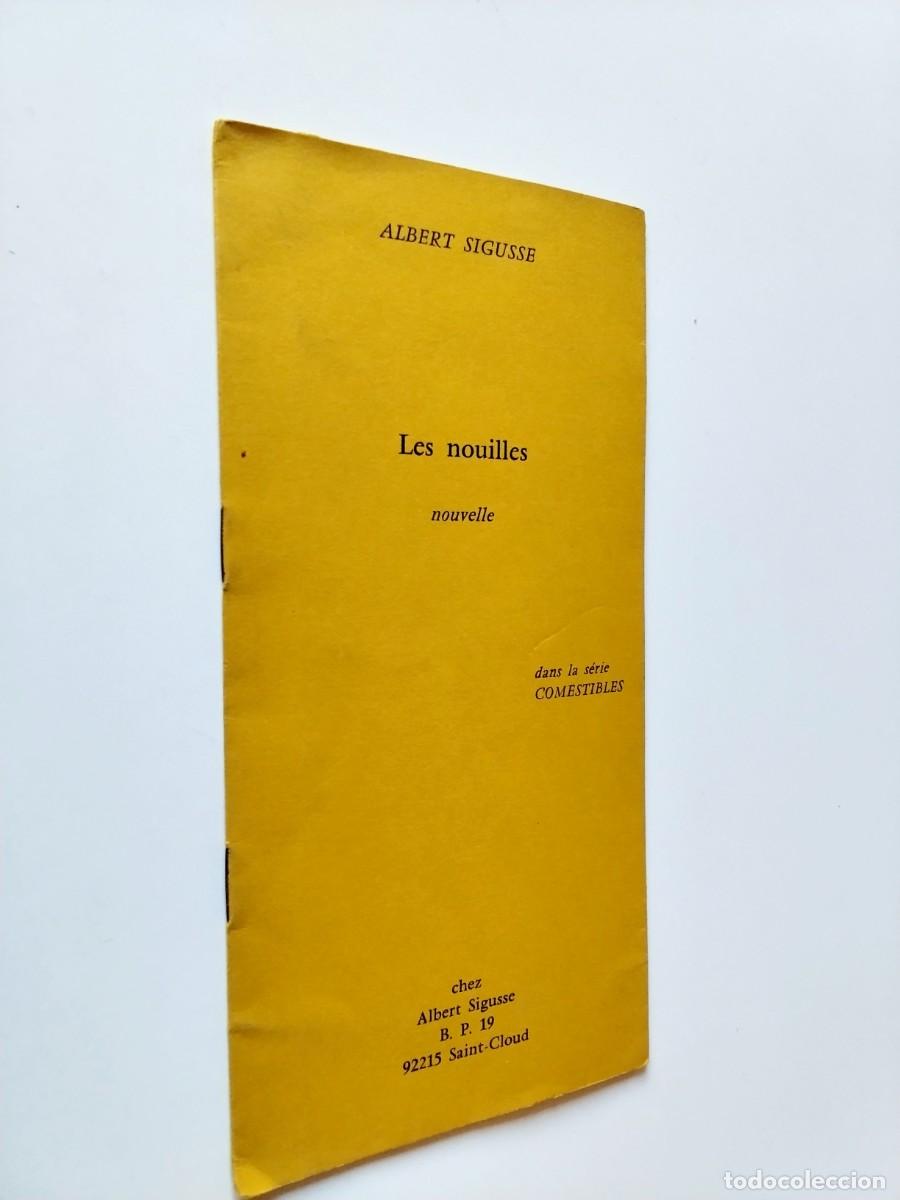 ALBERT SIGUSSE
Les nouilles
nouvelle
dans la série
COMESTIBLES
chez
Albert Sigusse
B. P. 19
92215 Saint-Cloud
todocoleccion